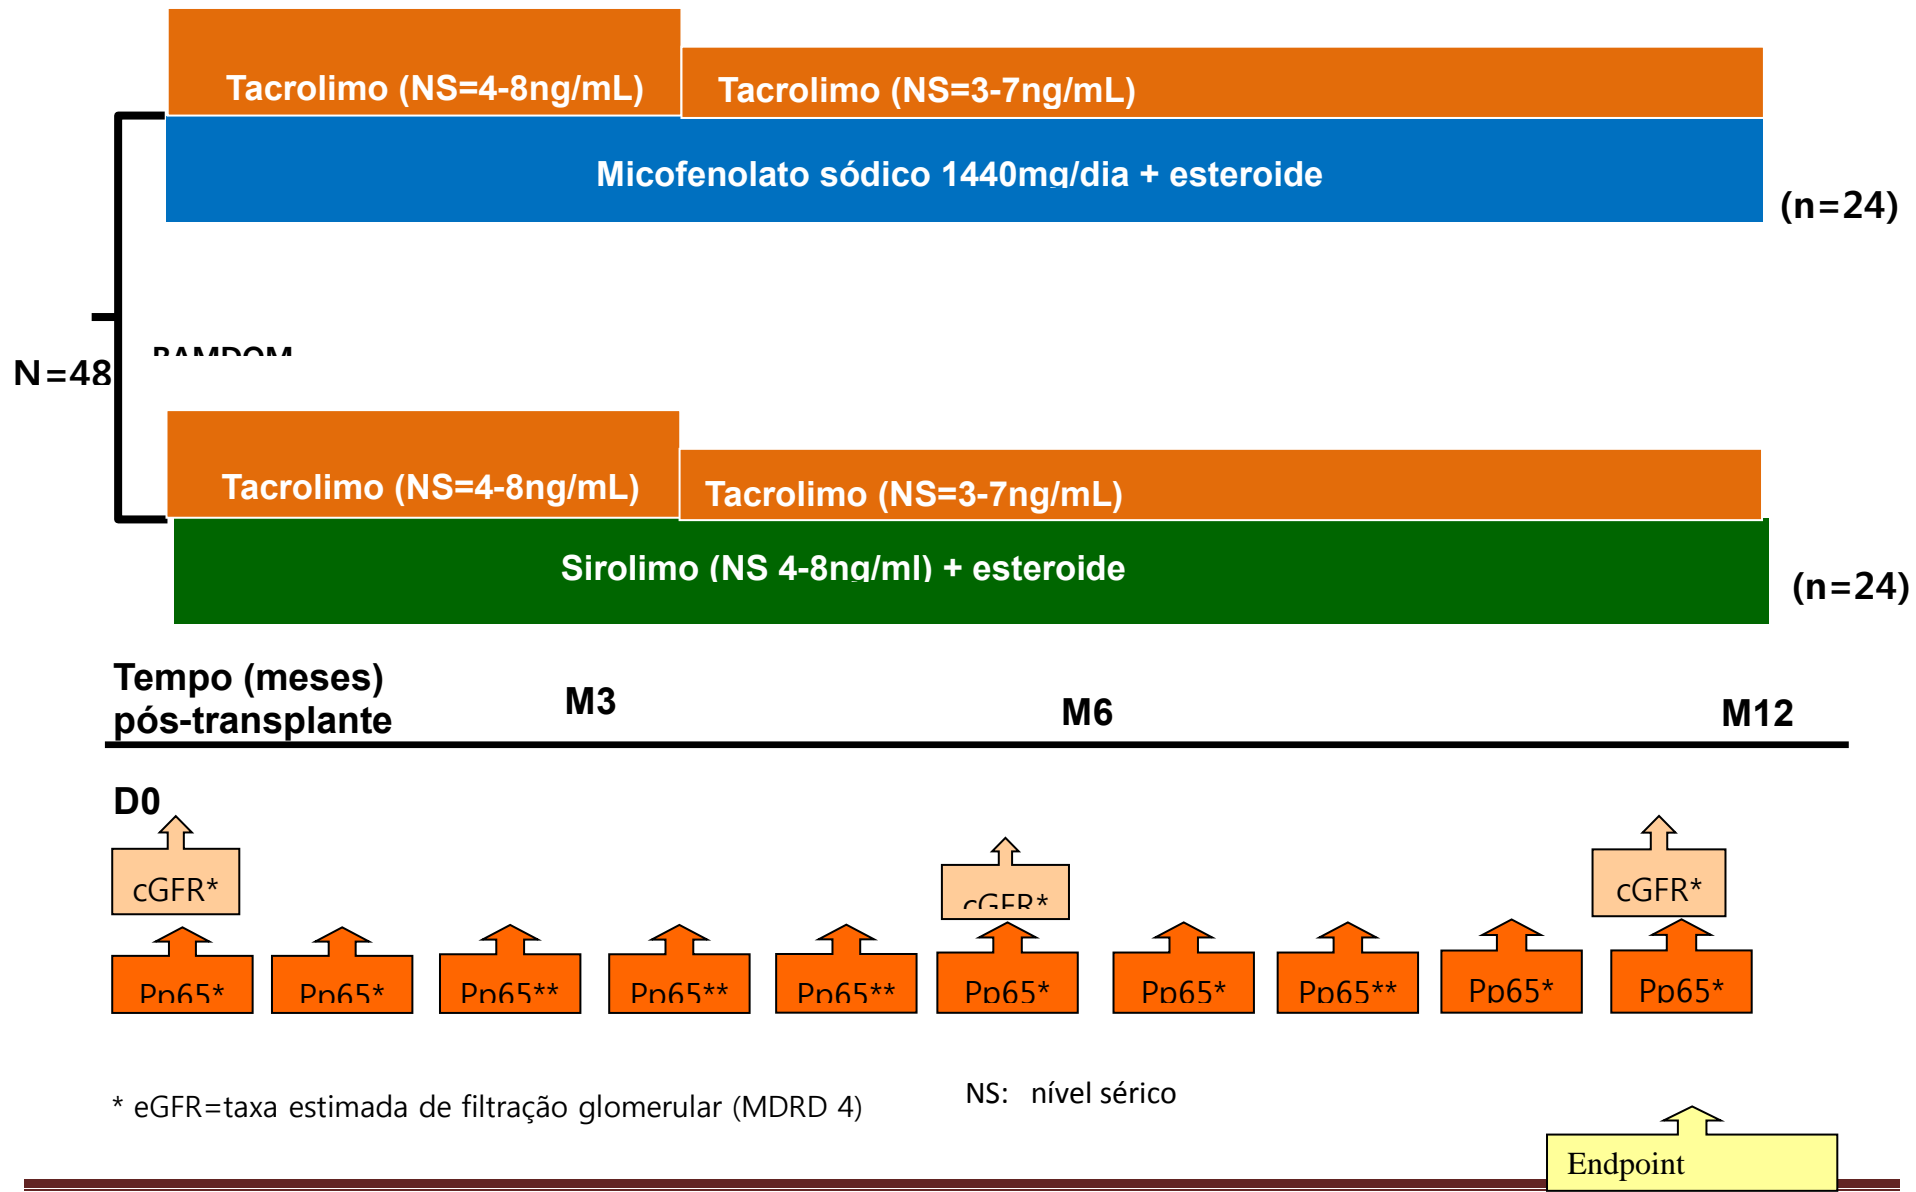 Tacrolimo (NS=4-8ng/mL)
Tacrolimo (NS=3-7ng/mL)
Micofenolato sódico 1440mg/dia + esteroide
(n=24)
RAMDOM
N=48
Tacrolimo (NS=4-8ng/mL)
Tacrolimo (NS=3-7ng/mL)
Sirolimo (NS 4-8ng/ml) + esteroide
(n=24)
Tempo (meses)
pós-transplante
M3
M6
M12
D0
cGFR*
cGFR*
cGFR*
Pp65*
Pp65*
Pp65**
Pp65**
Pp65**
Pp65*
Pp65*
Pp65**
Pp65*
Pp65*
* eGFR=taxa estimada de filtração glomerular (MDRD 4)
NS: nível sérico
Endpoint